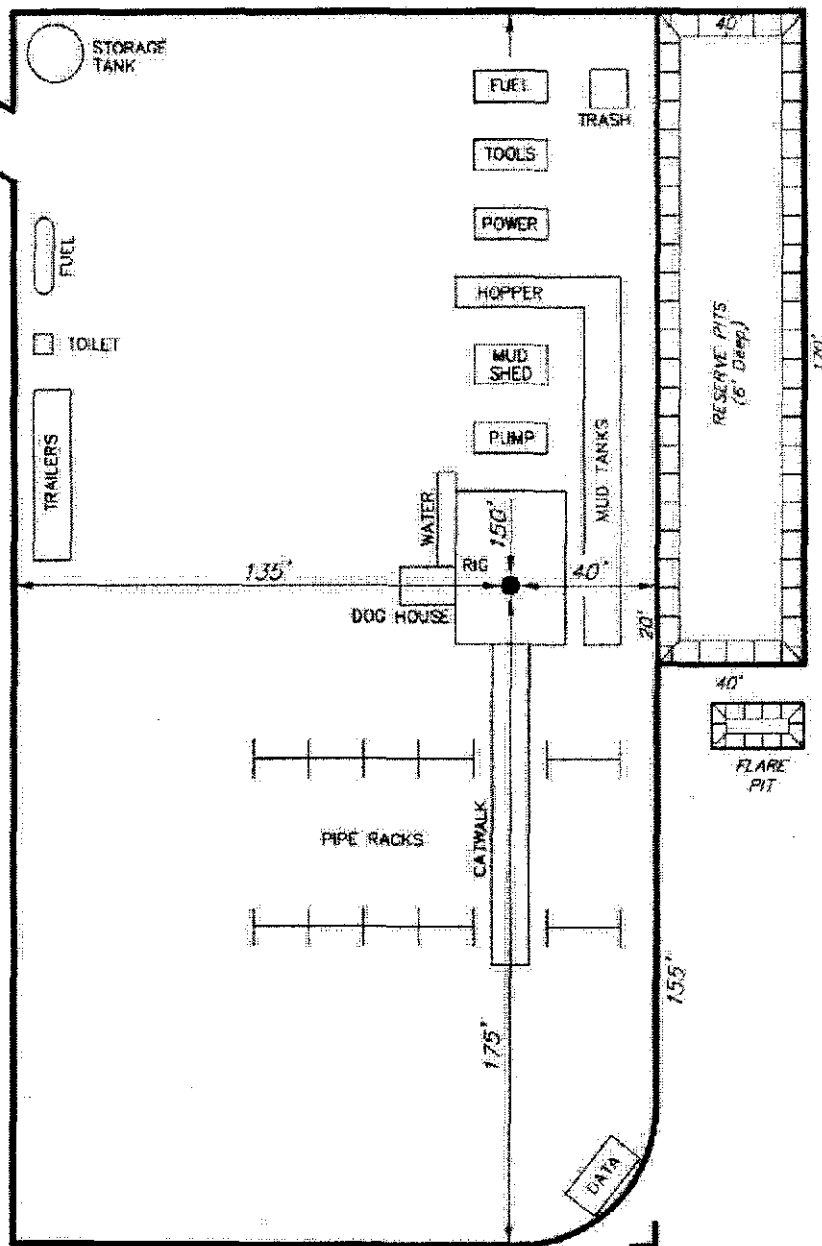 40'
STORAGE
TANK
FUEL
TRASH
TOOLS
POWER
FUEL
HOPPER
TOILET
MUD
SHED
RESERVE PITS
(6' Deep)
PUMP
TRAILERS
MUD TANKS
WATER
150'
RIG
135'
40'
DOG HOUSE
20'
40'
FLARE
PIT
PIPE RACKS
CATWALK
155'
175'
DATA